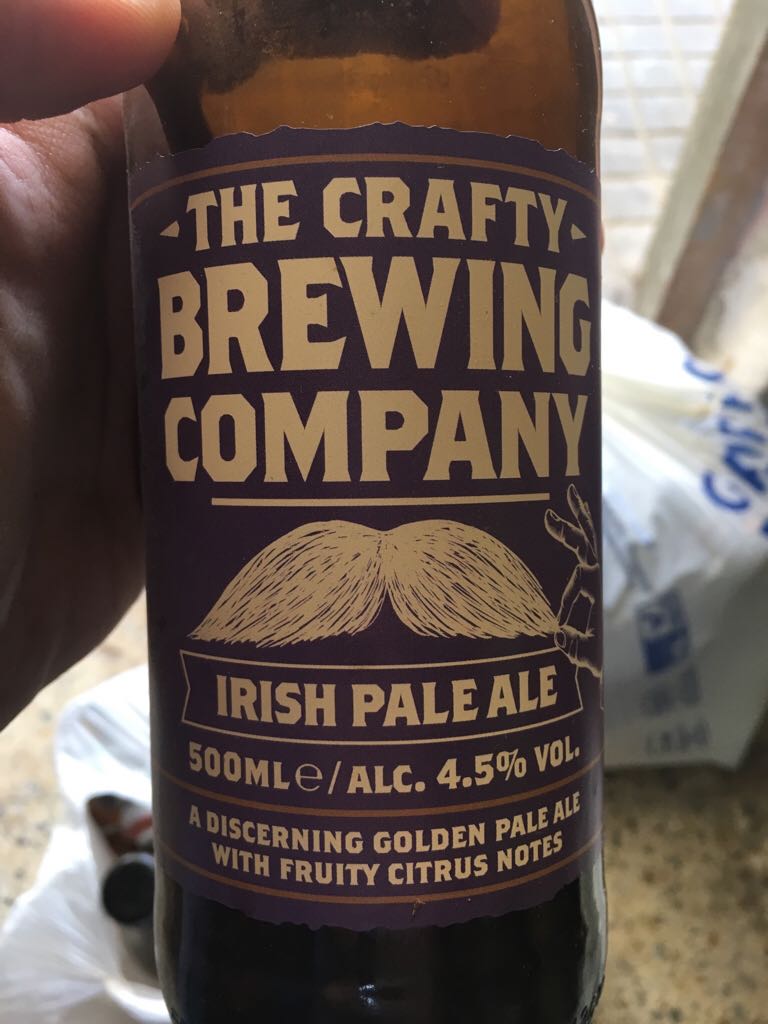 THE CRAFTY
BREWING
COMPANY
IRISH PALE ALE
500ML e / ALC. 4.5% VOL.
A DISCERNING GOLDEN PALE ALE
WITH FRUITY CITRUS NOTES